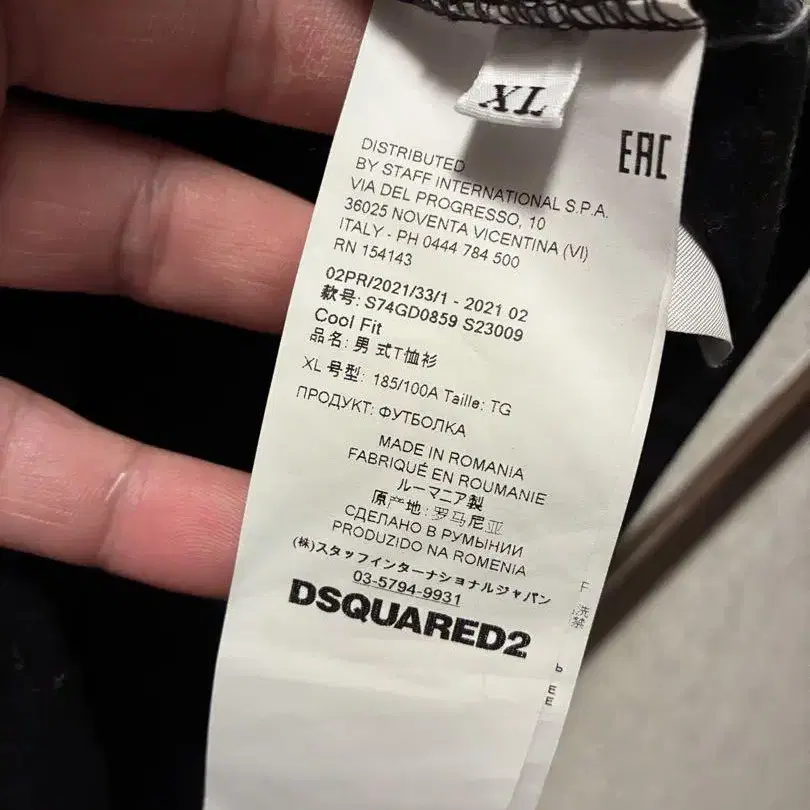 XL
EAC
DISTRIBUTED
BY STAFF INTERNATIONAL S.P.A.
VIA DEL PROGRESSO, 10
36025 NOVENTA VICENTINA (VI)
ITALY - PH 0444 784 500
RN 154143
02PR/2021/33/1 - 2021 02
款号: S74GD0859 S23009
Cool Fit
品名: 男 式T恤衫
XL 号型: 185/100A Taille: TG
ПРОДУКТ: ФУТБОЛКА
MADE IN ROMANIA
FABRIQUÉ EN ROUMANIE
ルーマニア製
原产地: 罗马尼亚
СДЕЛАНО В РУМЫНИИ
PRODUZIDO NA ROMENIA
(株)スタッフインターナショナルジャパン
03-5794-9931
DSQUARED2